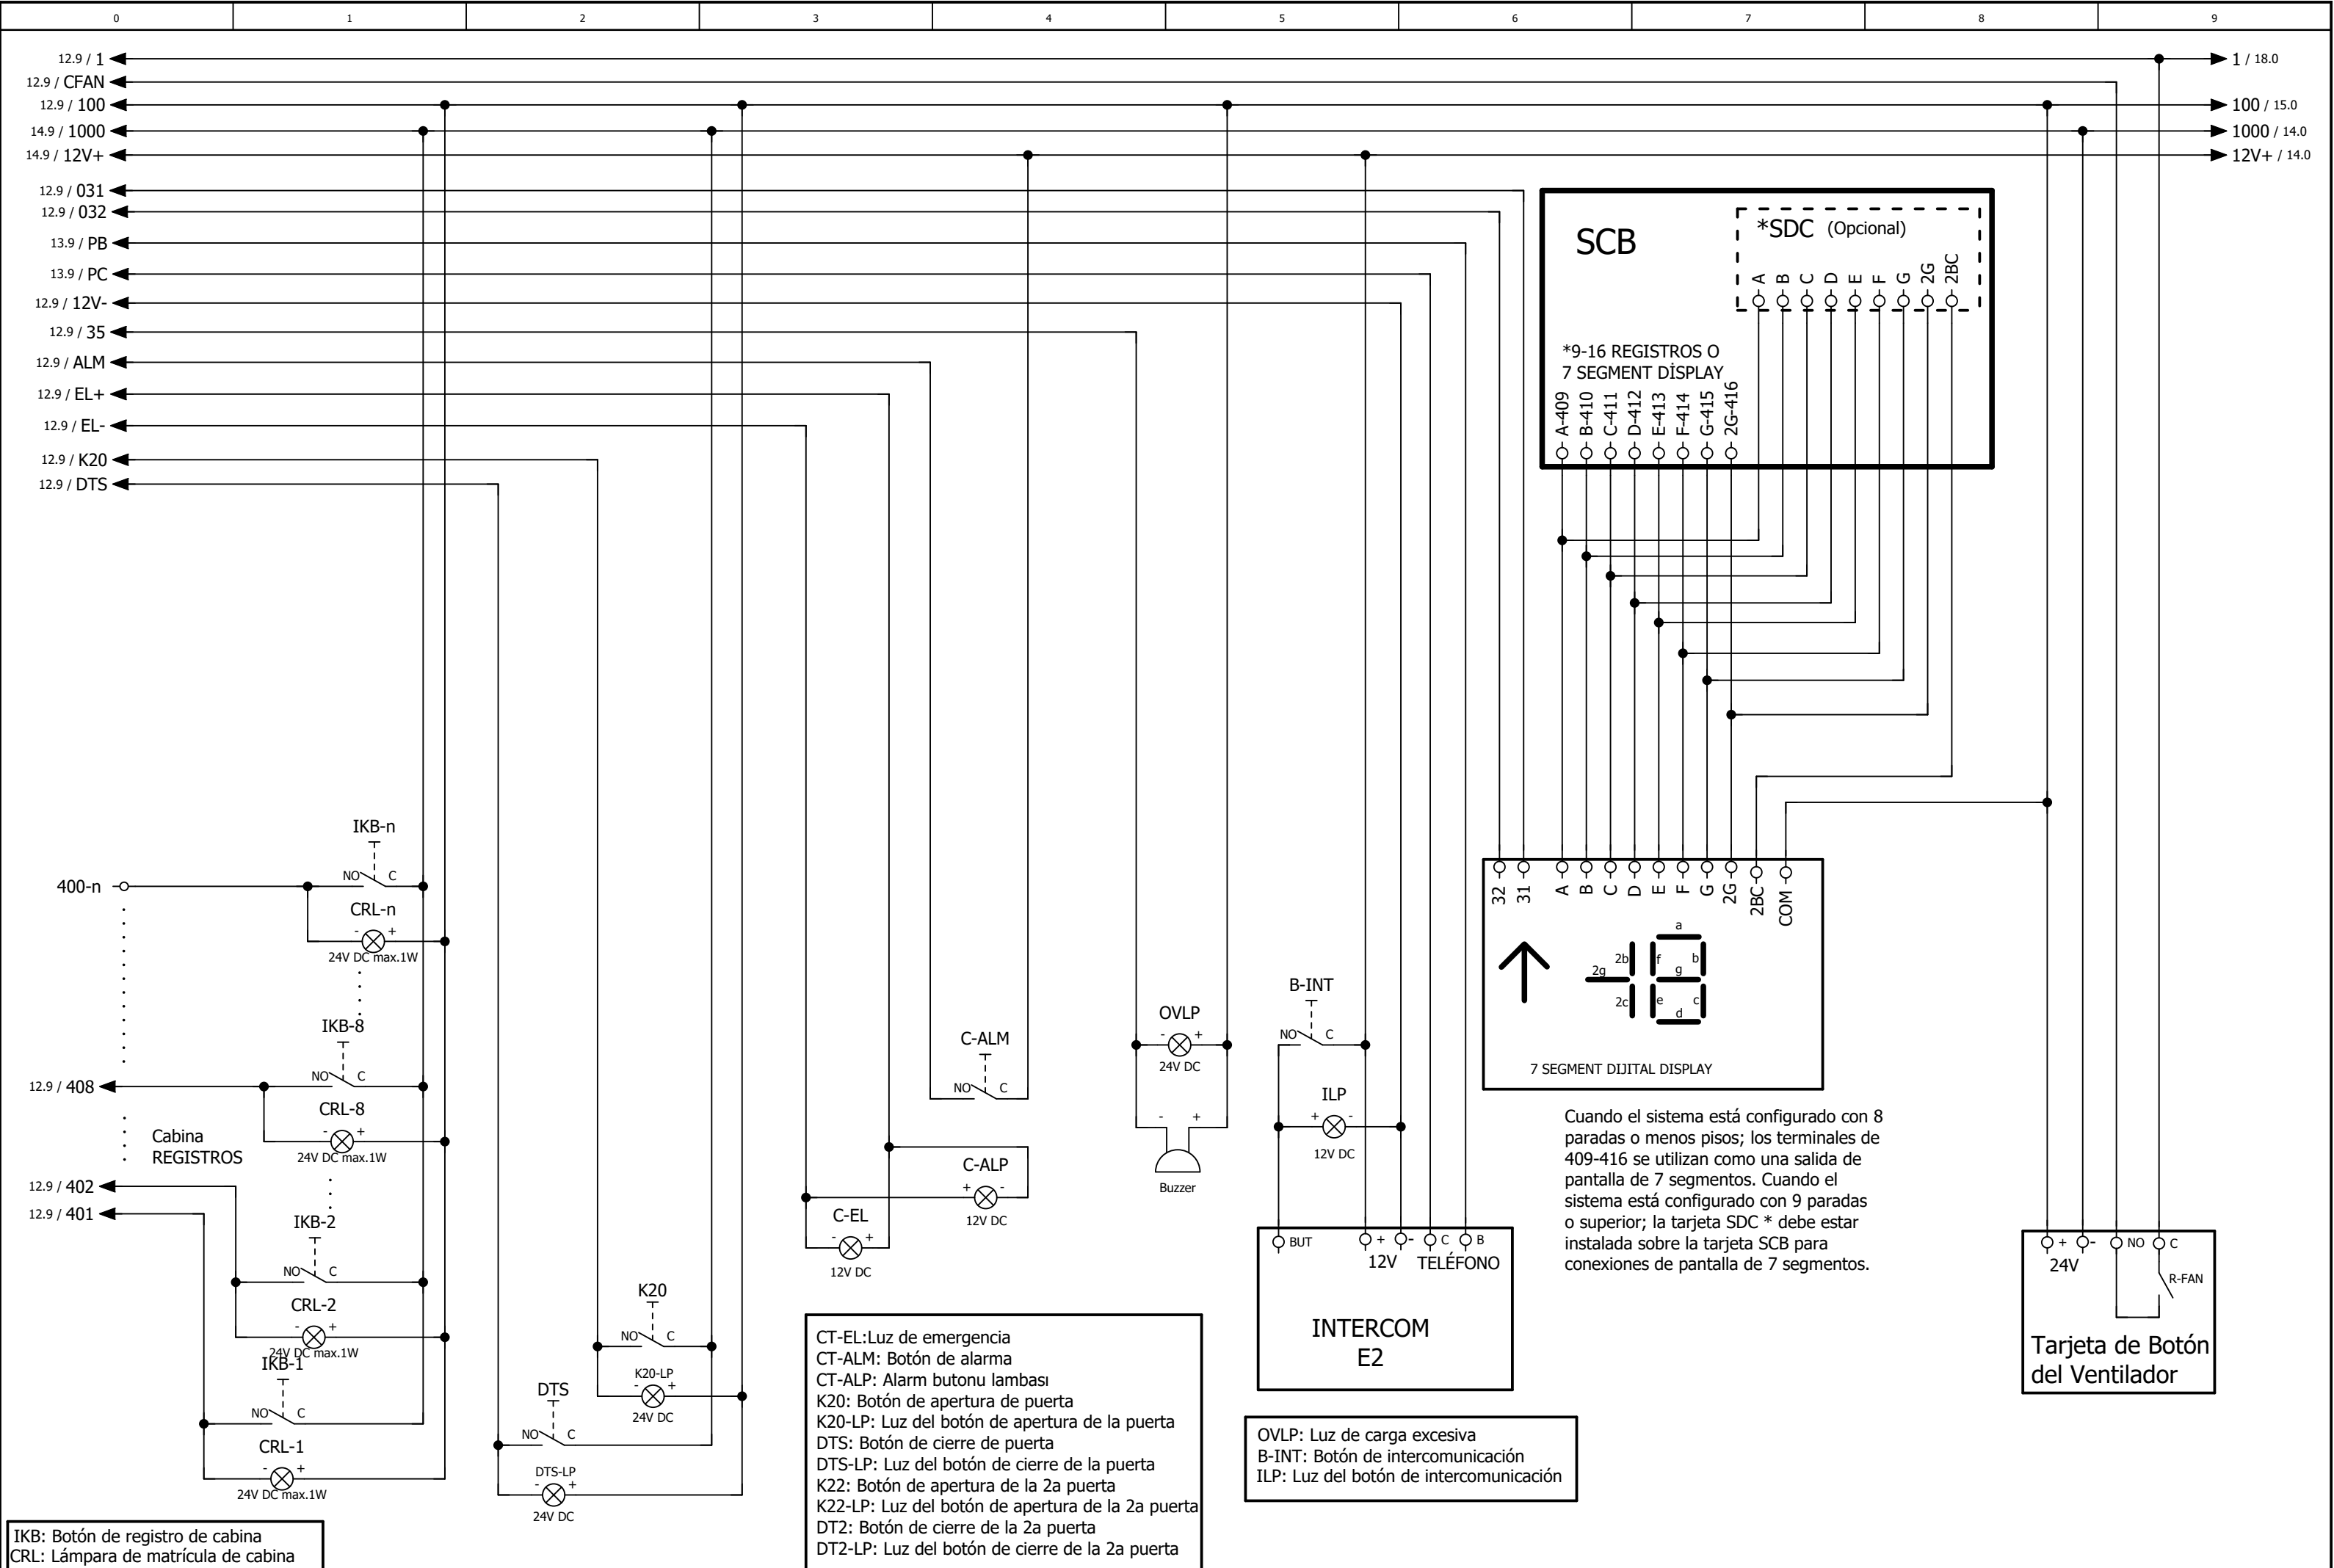 0 1 2 3 4 5 6 7 8 9
12.9 / 1
1 / 18.0
12.9 / CFAN
12.9 / 100
100 / 15.0
14.9 / 1000
1000 / 14.0
14.9 / 12V+
12V+ / 14.0
12.9 / 031
12.9 / 032
13.9 / PB
13.9 / PC
12.9 / 12V-
12.9 / 35
12.9 / ALM
12.9 / EL+
12.9 / EL-
12.9 / K20
12.9 / DTS
SCB
*SDC (Opcional)
A B C D E F G 2G 2BC
*9-16 REGISTROS O
7 SEGMENT DİSPLAY
A-409 B-410 C-411 D-412 E-413 F-414 G-415 2G-416
IKB-n
400-n
NO C
CRL-n
- +
24V DC max.1W
IKB-8
12.9 / 408
NO C
CRL-8
- +
24V DC max.1W
Cabina
REGISTROS
12.9 / 402
12.9 / 401
IKB-2
NO C
CRL-2
- +
24V DC max.1W
IKB-1
NO C
CRL-1
- +
24V DC max.1W
DTS
NO C
DTS-LP
- +
24V DC
K20
NO C
K20-LP
- +
24V DC
C-EL
- +
12V DC
C-ALM
NO C
C-ALP
+ -
12V DC
OVLP
- +
24V DC
- +
Buzzer
B-INT
NO C
ILP
+ -
12V DC
BUT + - C B
12V TELÉFONO
INTERCOM
E2
32 31 A B C D E F G 2G 2BC COM
a
2b f b
2g g
2c e c
d
7 SEGMENT DIJITAL DISPLAY
Cuando el sistema está configurado con 8
paradas o menos pisos; los terminales de
409-416 se utilizan como una salida de
pantalla de 7 segmentos. Cuando el
sistema está configurado con 9 paradas
o superior; la tarjeta SDC * debe estar
instalada sobre la tarjeta SCB para
conexiones de pantalla de 7 segmentos.
+ - NO C
24V
R-FAN
Tarjeta de Botón
del Ventilador
CT-EL:Luz de emergencia
CT-ALM: Botón de alarma
CT-ALP: Alarm butonu lambası
K20: Botón de apertura de puerta
K20-LP: Luz del botón de apertura de la puerta
DTS: Botón de cierre de puerta
DTS-LP: Luz del botón de cierre de la puerta
K22: Botón de apertura de la 2a puerta
K22-LP: Luz del botón de apertura de la 2a puerta
DT2: Botón de cierre de la 2a puerta
DT2-LP: Luz del botón de cierre de la 2a puerta
OVLP: Luz de carga excesiva
B-INT: Botón de intercomunicación
ILP: Luz del botón de intercomunicación
IKB: Botón de registro de cabina
CRL: Lámpara de matrícula de cabina